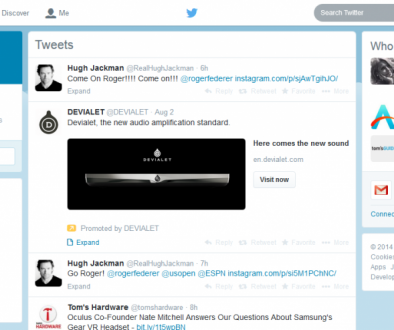 Discover
Me
Search Twitter
Tweets
Who
Hugh Jackman @RealHughJackman · 6h
Come On Roger!!!! Come on!!! @rogerfederer instagram.com/p/sjAwTgihJO/
Expand
Reply Retweet Favorite More
DEVIALET @DEVIALET · Aug 2
Devialet, the new audio amplification standard.
DEVIALET
Here comes the new sound
en.devialet.com
Visit now
Promoted by DEVIALET
Expand
Reply Retweet Favorite More
Hugh Jackman @RealHughJackman · 7h
Go Roger! @rogerfederer @usopen @ESPN instagram.com/p/si5M1PChNC/
Expand
Reply Retweet Favorite More
Tom's Hardware @tomshardware · 8h
Oculus Co-Founder Nate Mitchell Answers Our Questions About Samsung's
Gear VR Headset - bit.ly/1l5wpBN
Connec
© 2014
Cookies
Apps
Develop